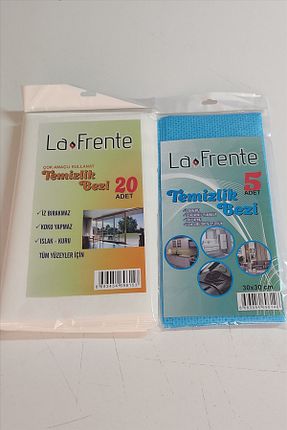 La Frente
ÇOK AMAÇLI KULLANAT
Temizlik
Bezi
20
ADET
✓ İZ BIRAKMAZ
✓ KOKU YAPMAZ
✓ ISLAK - KURU
TÜM YÜZEYLER İÇİN
La Frente
5
ADET
Temizlik
Bezi
30x30 cm